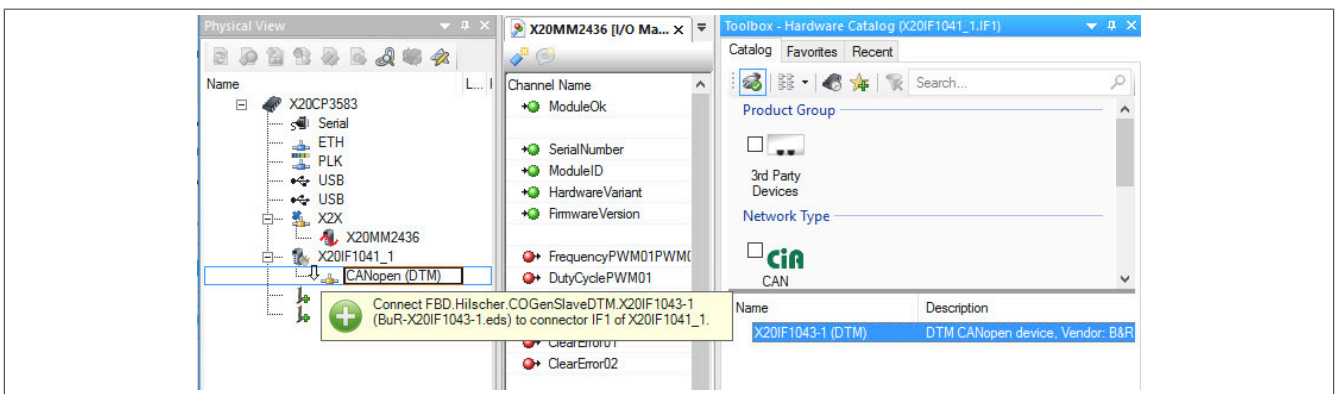 Physical View
Name
L...
X20CP3583
Serial
ETH
PLK
USB
USB
X2X
X20MM2436
X20IF1041_1
CANopen (DTM)
X20MM2436 [I/O Ma...
Channel Name
ModuleOk
SerialNumber
ModuleID
HardwareVariant
FirmwareVersion
FrequencyPWM01PWM
DutyCyclePWM01
Connect FBD.Hilscher.COGenSlaveDTM.X20IF1043-1
(BuR-X20IF1043-1.eds) to connector IF1 of X20IF1041_1.
ClearError01
ClearError02
Toolbox - Hardware Catalog (X20IF1041_1.IF1)
Catalog Favorites Recent
Search...
Product Group
3rd Party
Devices
Network Type
CiA
CAN
Name Description
X20IF1043-1 (DTM) DTM CANopen device, Vendor: B&R